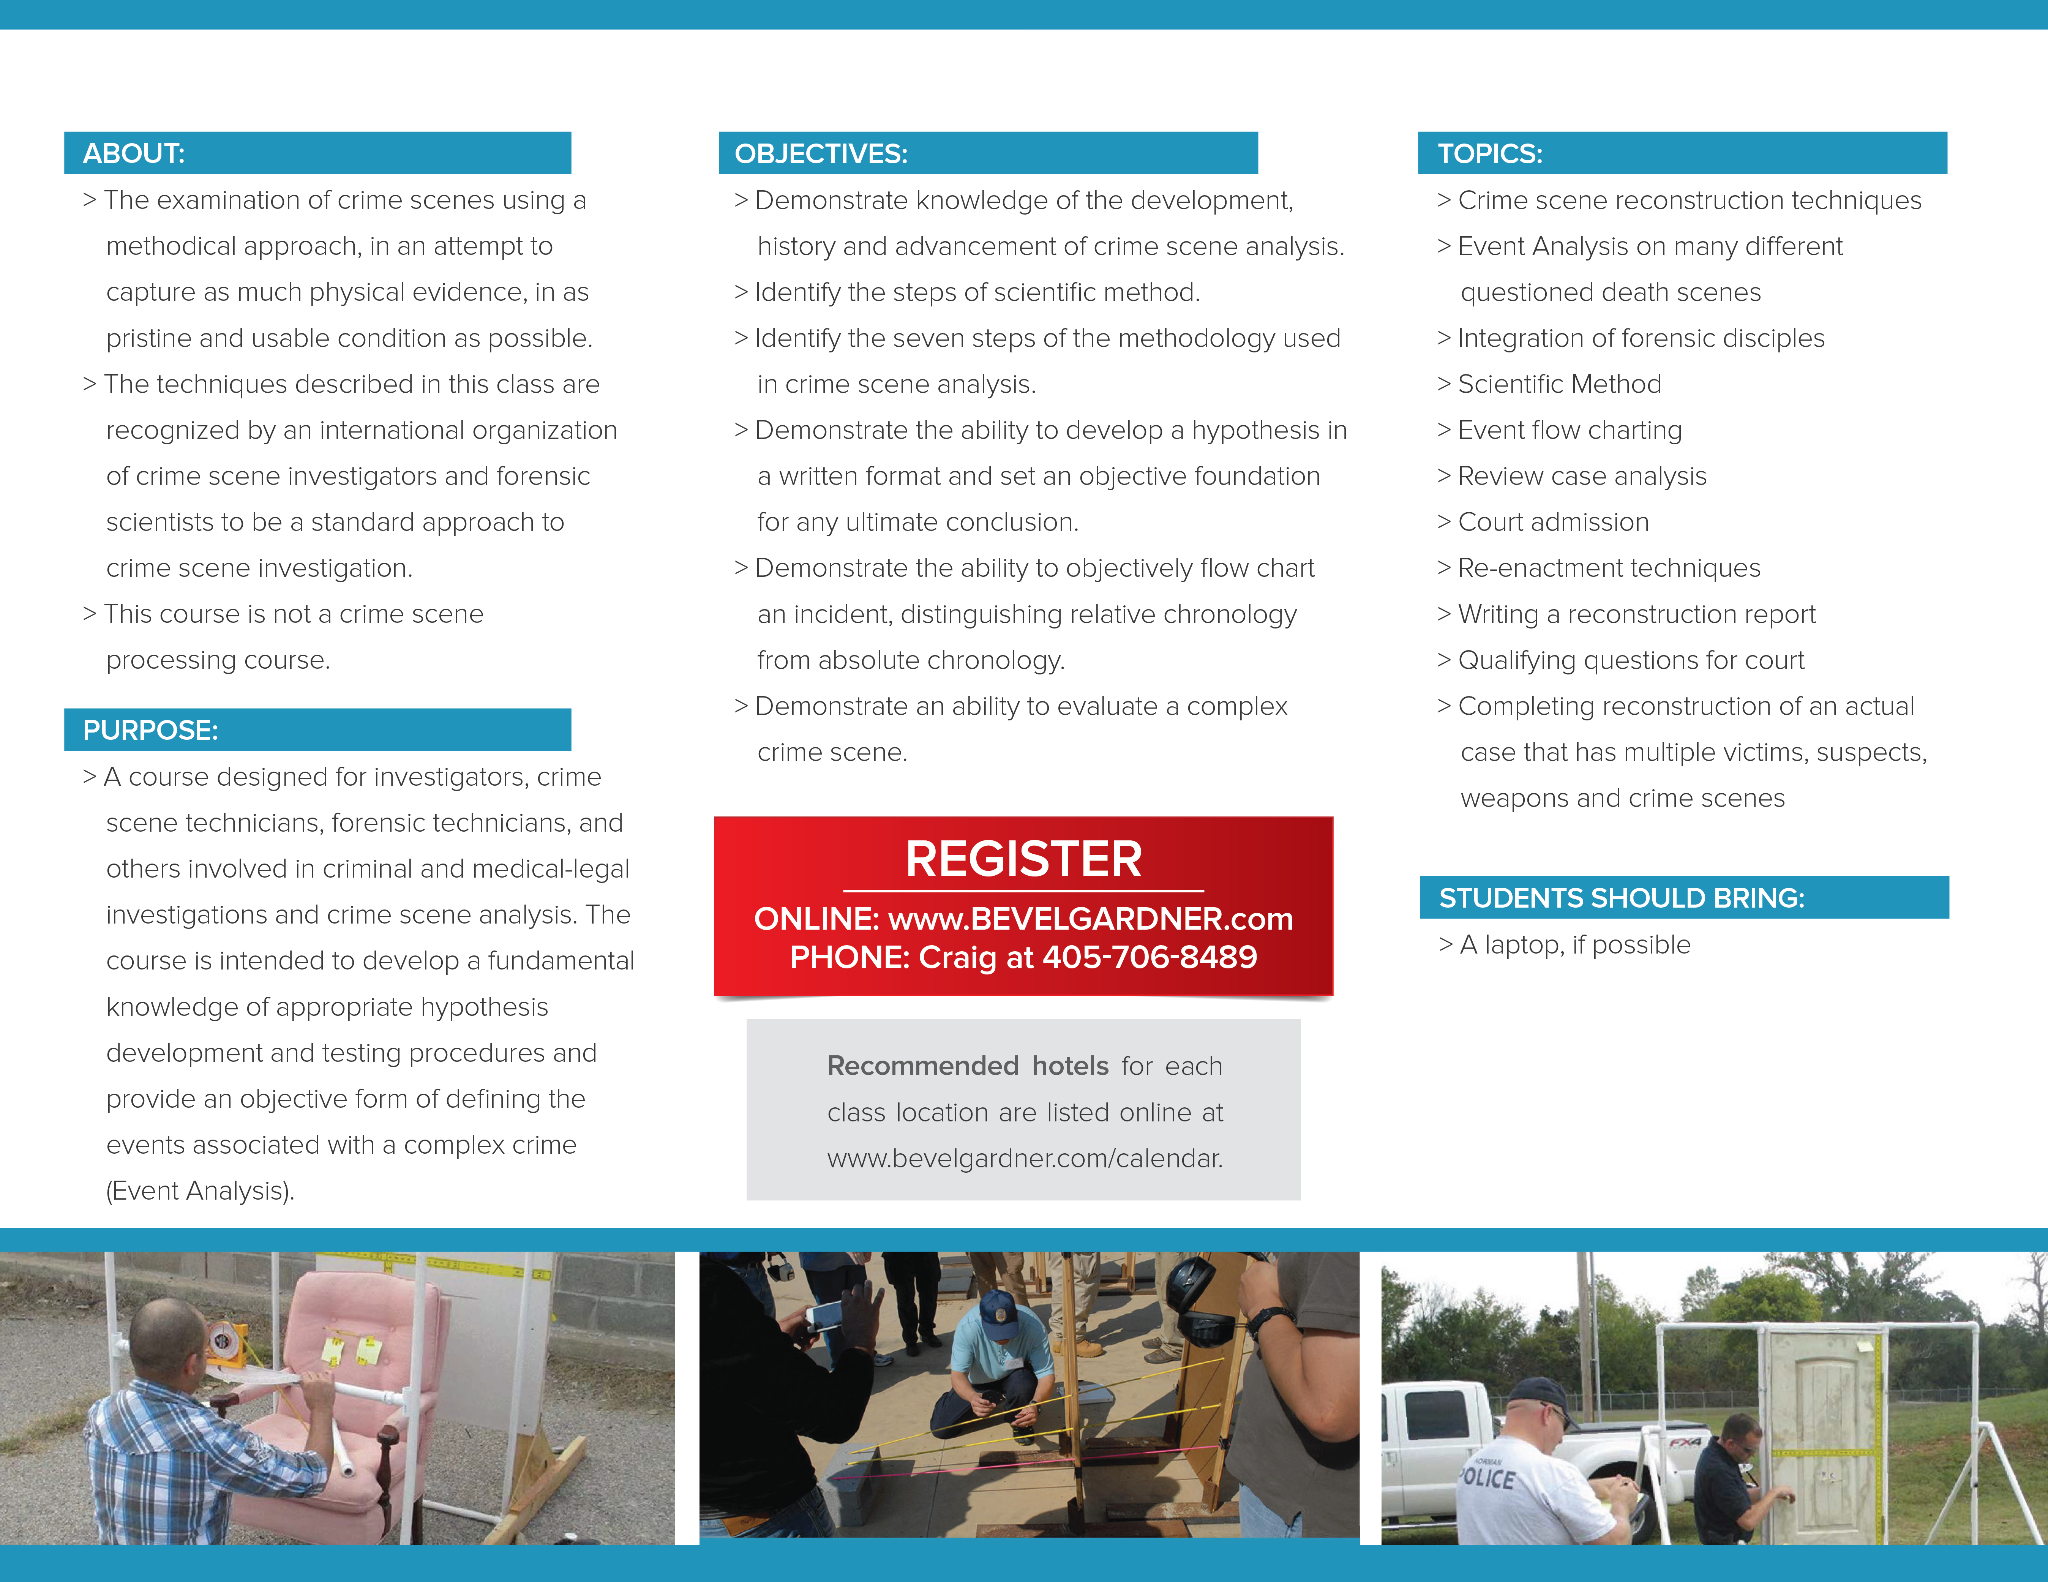 ABOUT:
> The examination of crime scenes using a
methodical approach, in an attempt to
capture as much physical evidence, in as
pristine and usable condition as possible.
> The techniques described in this class are
recognized by an international organization
of crime scene investigators and forensic
scientists to be a standard approach to
crime scene investigation.
> This course is not a crime scene
processing course.
PURPOSE:
> A course designed for investigators, crime
scene technicians, forensic technicians, and
others involved in criminal and medical-legal
investigations and crime scene analysis. The
course is intended to develop a fundamental
knowledge of appropriate hypothesis
development and testing procedures and
provide an objective form of defining the
events associated with a complex crime
(Event Analysis).
OBJECTIVES:
> Demonstrate knowledge of the development,
history and advancement of crime scene analysis.
> Identify the steps of scientific method.
> Identify the seven steps of the methodology used
in crime scene analysis.
> Demonstrate the ability to develop a hypothesis in
a written format and set an objective foundation
for any ultimate conclusion.
> Demonstrate the ability to objectively flow chart
an incident, distinguishing relative chronology
from absolute chronology.
> Demonstrate an ability to evaluate a complex
crime scene.
REGISTER
ONLINE: www.BEVELGARDNER.com
PHONE: Craig at 405-706-8489
Recommended hotels for each
class location are listed online at
www.bevelgardner.com/calendar.
TOPICS:
> Crime scene reconstruction techniques
> Event Analysis on many different
questioned death scenes
> Integration of forensic disciples
> Scientific Method
> Event flow charting
> Review case analysis
> Court admission
> Re-enactment techniques
> Writing a reconstruction report
> Qualifying questions for court
> Completing reconstruction of an actual
case that has multiple victims, suspects,
weapons and crime scenes
STUDENTS SHOULD BRING:
> A laptop, if possible
NORMAN
POLICE
FX4